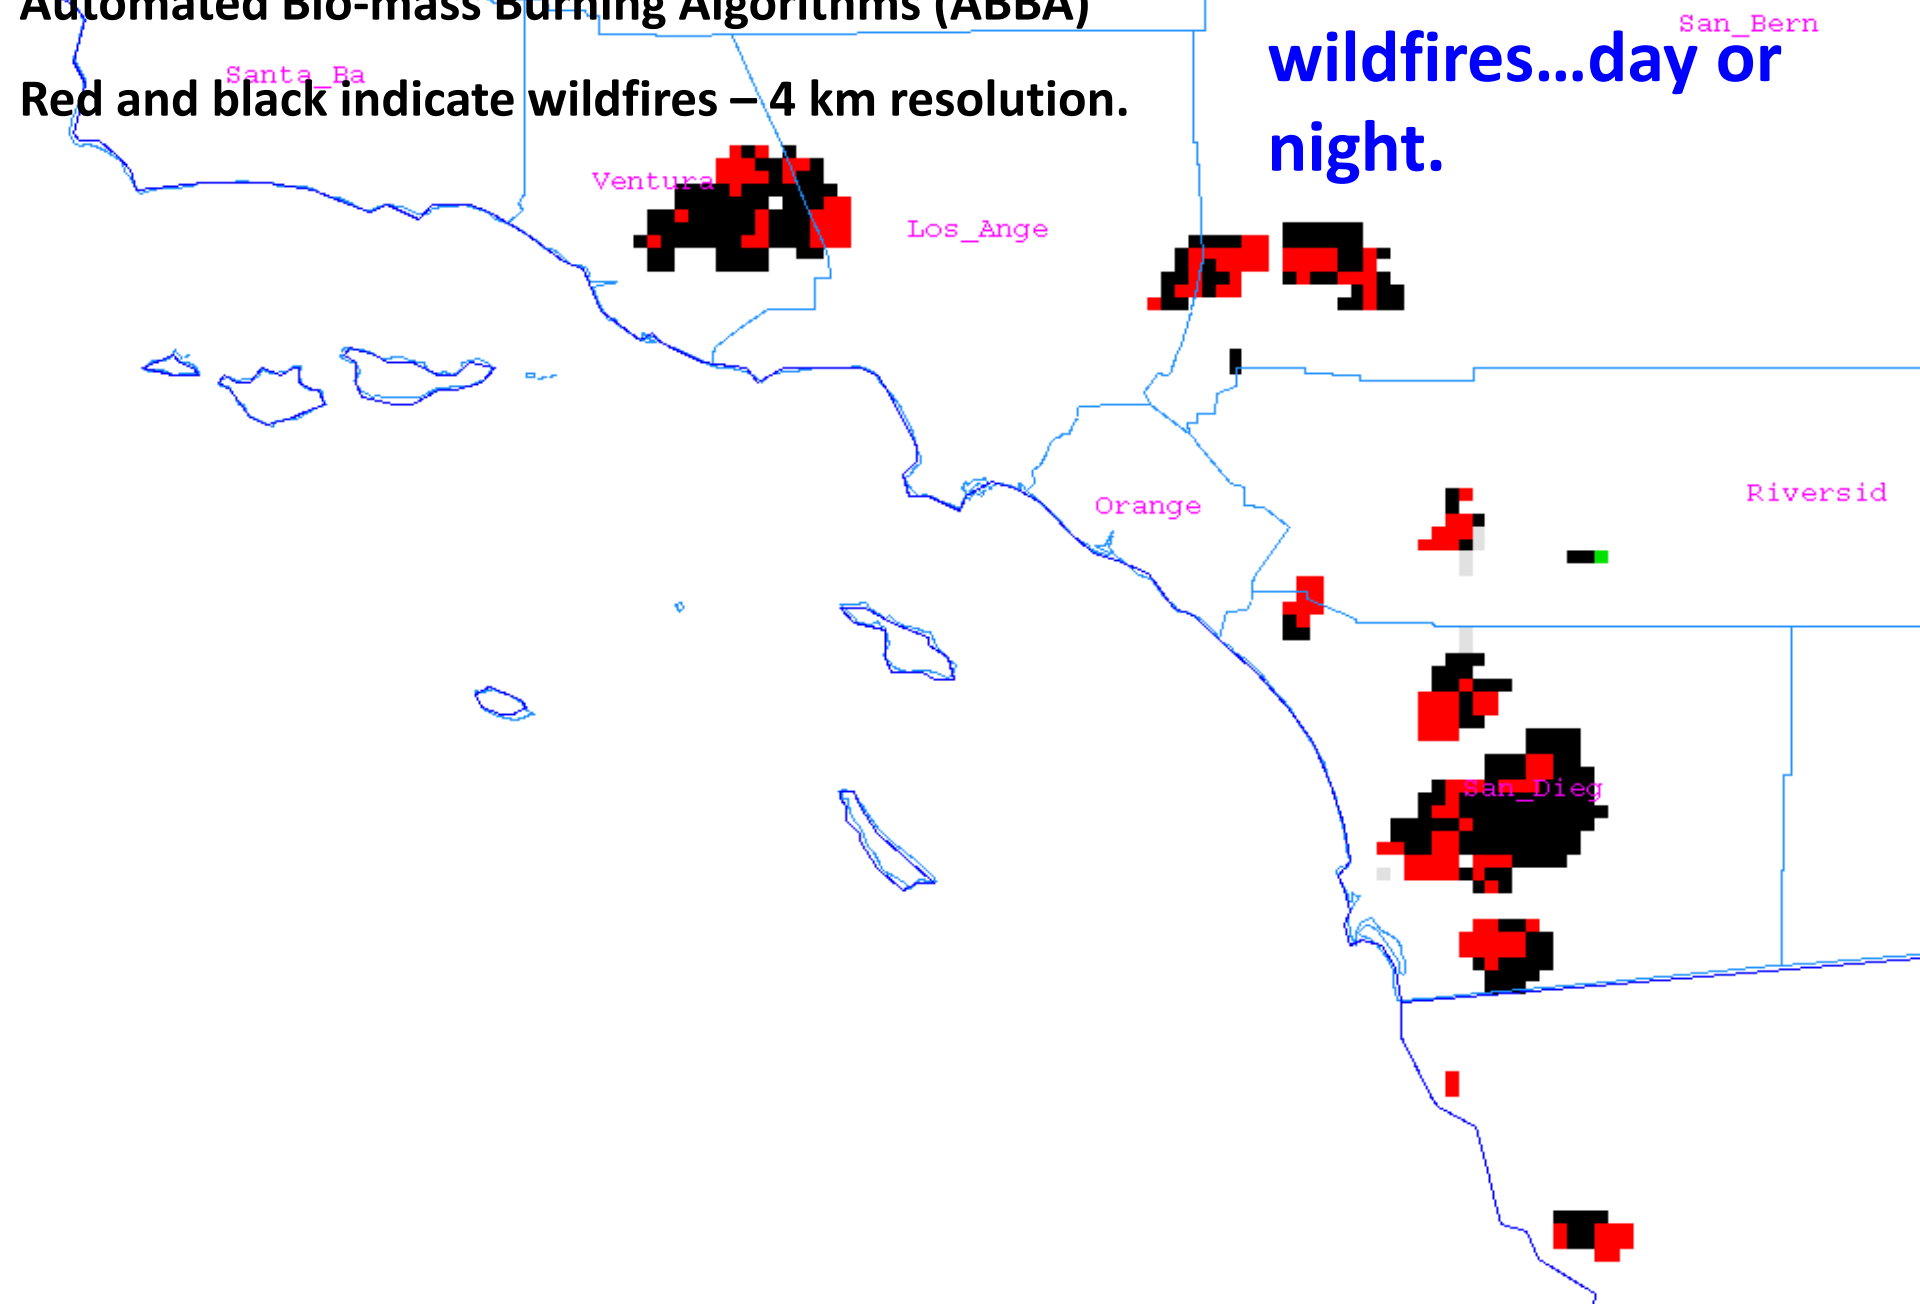 Automated Bio-mass Burning Algorithms (ABBA)
Red and black indicate wildfires – 4 km resolution.
wildfires...day or
night.
San_Bern
Santa_Ba
Ventura
Los_Ange
Orange
Riversid
San_Dieg